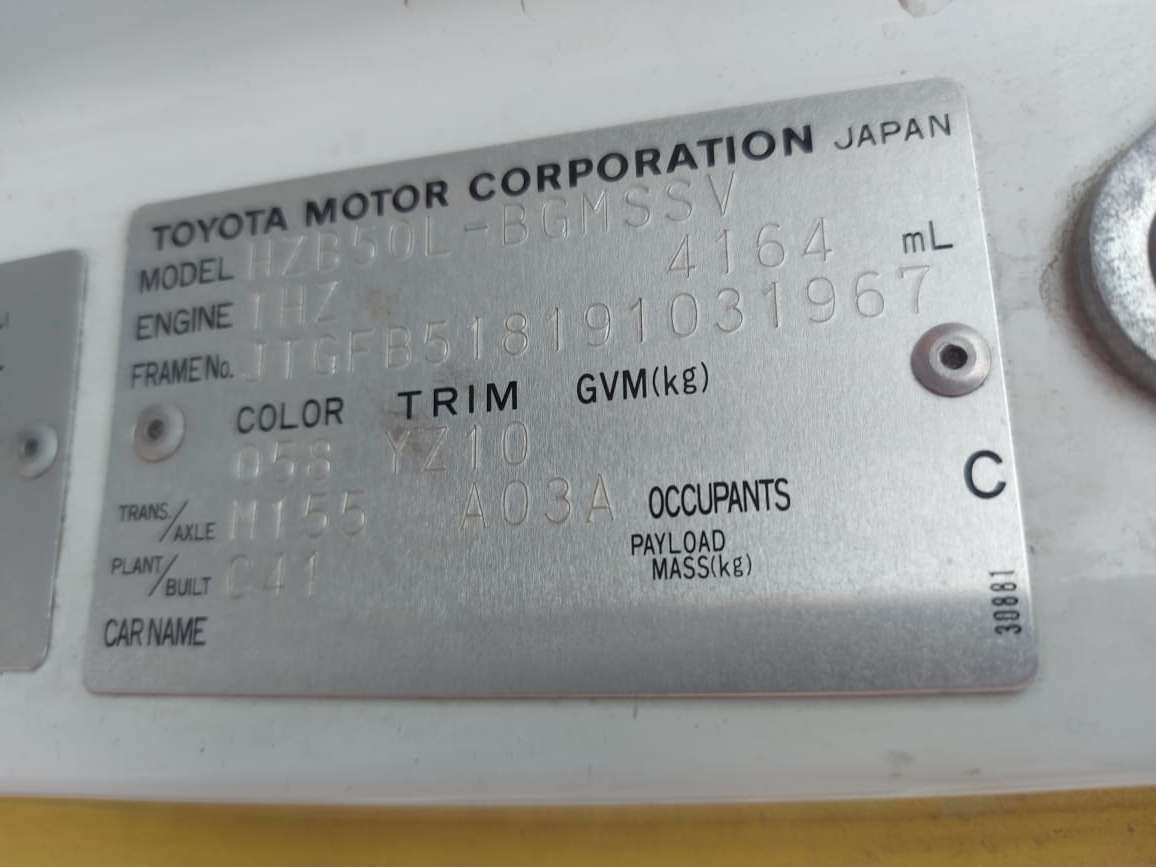 TOYOTA MOTOR CORPORATION JAPAN
MODEL HZB50L-BGMSSV
ENGINE 1HZ 4164 mL
FRAME No. JTGFB518191031967
COLOR TRIM GVM(kg)
058 YZ10
C
TRANS./AXLE M155 A03A OCCUPANTS
PLANT/BUILT C41 PAYLOAD MASS(kg)
CAR NAME
30881